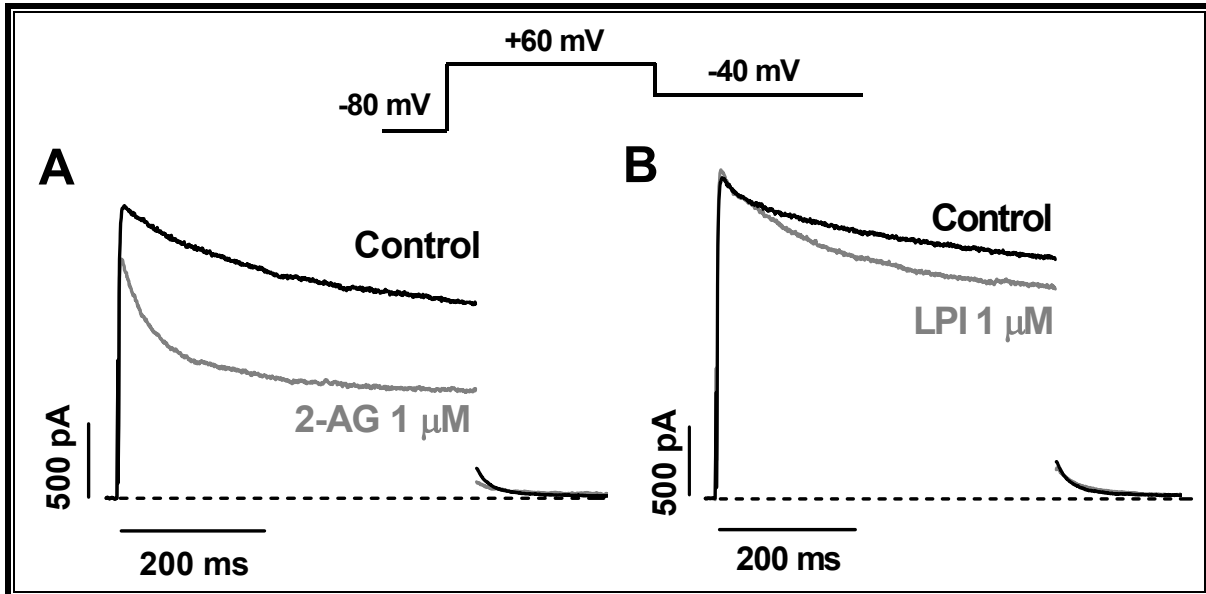 +60 mV
-40 mV
-80 mV
A
B
Control
Control
2-AG 1 μM
LPI 1 μM
500 pA
500 pA
200 ms
200 ms